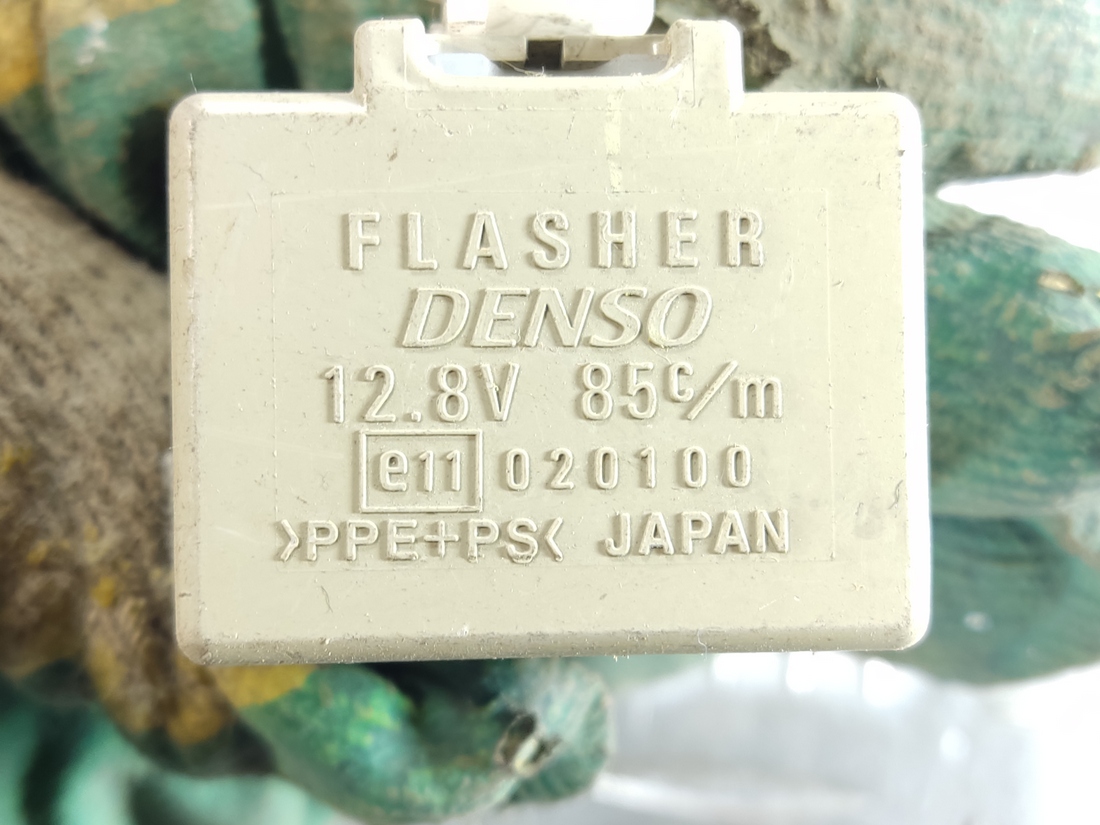 FLASHER
DENSO
12.8V 85c/m
e11 020100
>PPE+PS< JAPAN